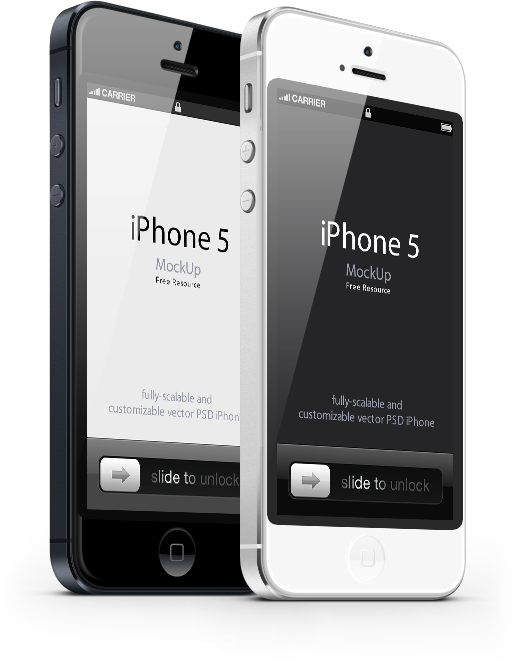 CARRIER
iPhone 5
MockUp
Free Resource
fully-scalable and
customizable vector PSD iPhon
slide to unlock
CARRIER
iPhone 5
MockUp
Free Resource
fully-scalable and
customizable vector PSD iPhone
slide to unlock